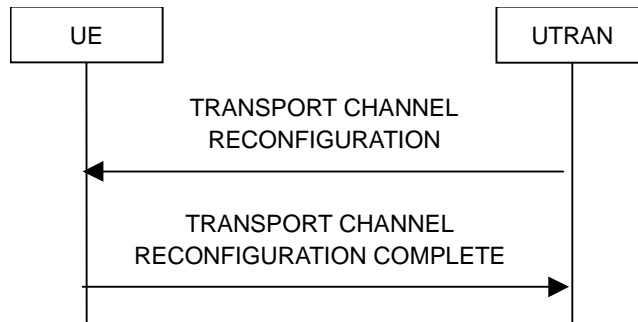 UE
UTRAN
TRANSPORT CHANNEL
RECONFIGURATION
TRANSPORT CHANNEL
RECONFIGURATION COMPLETE